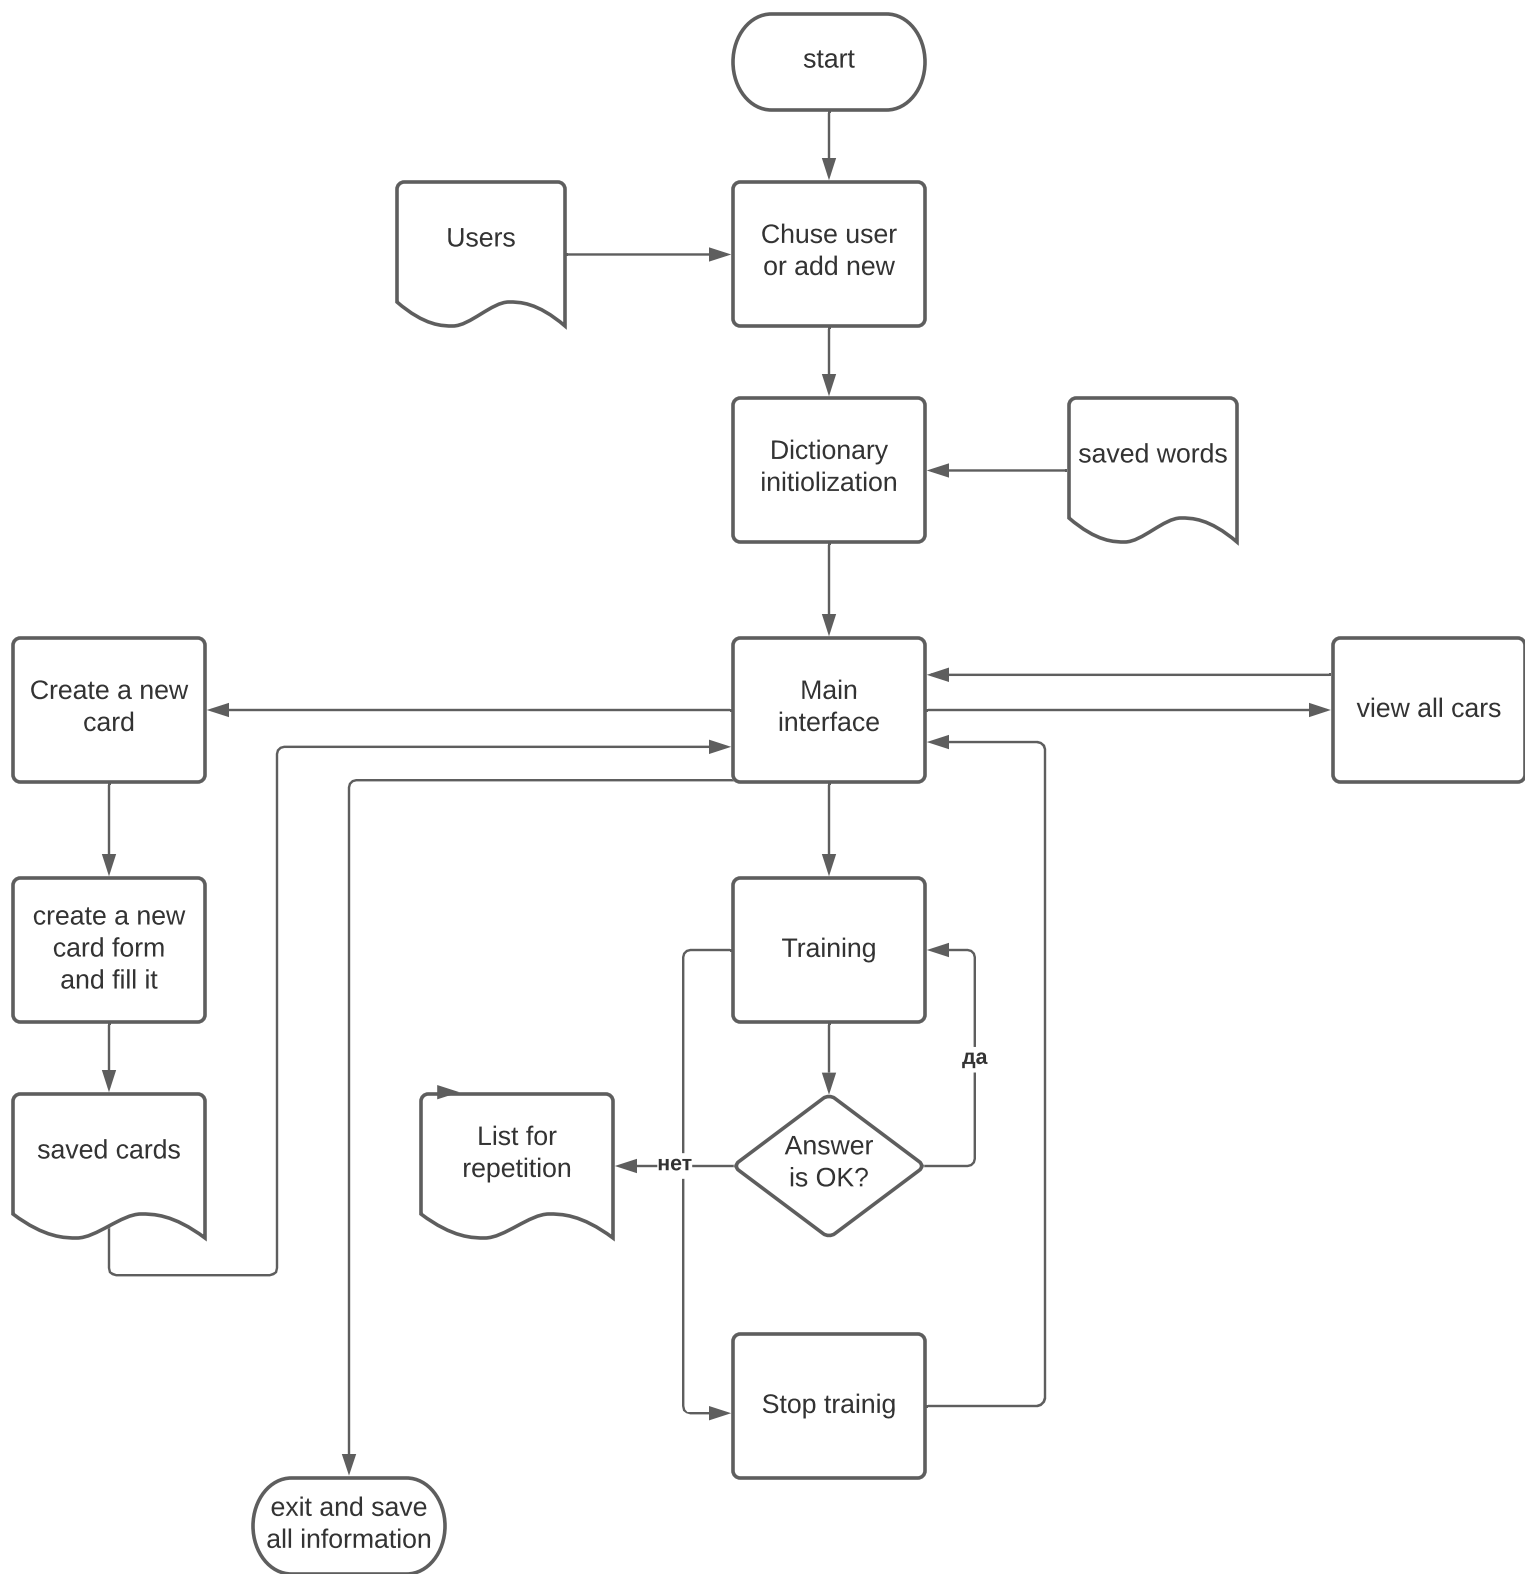 start
Users
Chuse user
or add new
Dictionary
initiolization
saved words
Create a new
card
Main
interface
view all cars
create a new
card form
and fill it
Training
да
saved cards
List for
repetition
нет
Answer
is OK?
Stop trainig
exit and save
all information